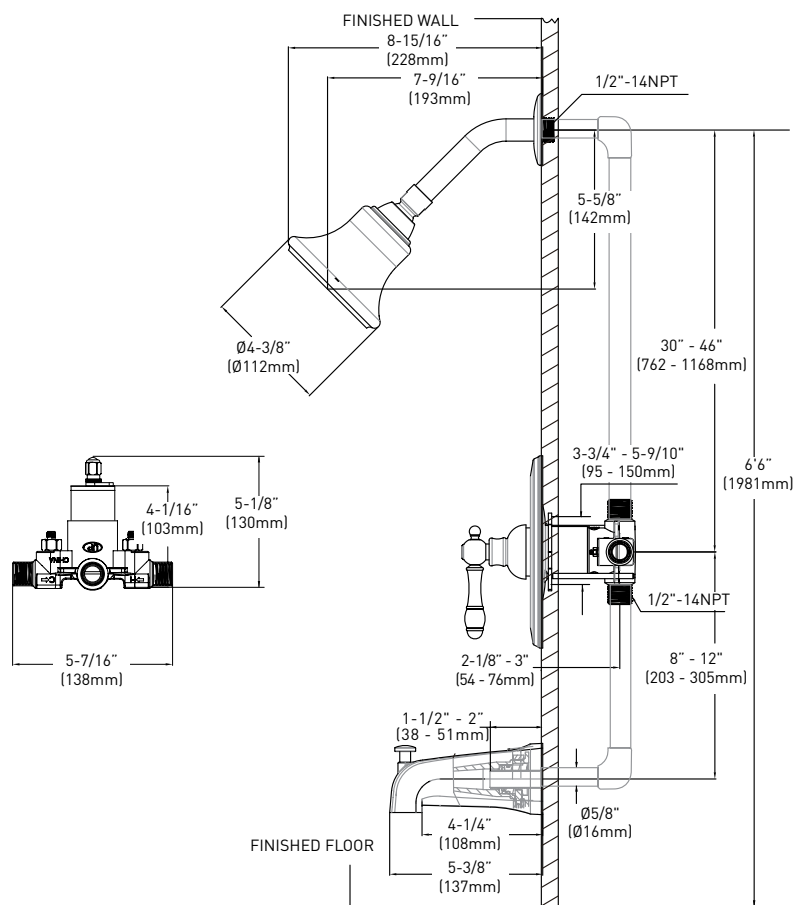 FINISHED WALL
8-15/16"
(228mm)
7-9/16"
(193mm)
1/2"-14NPT
5-5/8"
(142mm)
Ø4-3/8"
(Ø112mm)
30" - 46"
(762 - 1168mm)
3-3/4" - 5-9/10"
(95 - 150mm)
6'6"
(1981mm)
4-1/16"
(103mm)
5-1/8"
(130mm)
CHINA
C
H
UPC
1/2"-14NPT
5-7/16"
(138mm)
2-1/8" - 3"
(54 - 76mm)
8" - 12"
(203 - 305mm)
1-1/2" - 2"
(38 - 51mm)
Ø5/8"
(Ø16mm)
4-1/4"
(108mm)
FINISHED FLOOR
5-3/8"
(137mm)